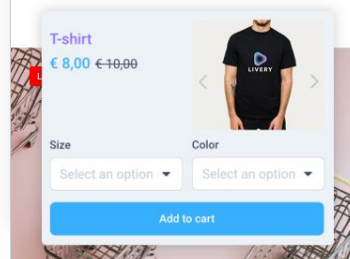 T-shirt
€ 8,00 € 10,00
LIVERY
Size
Color
Select an option
Select an option
Add to cart